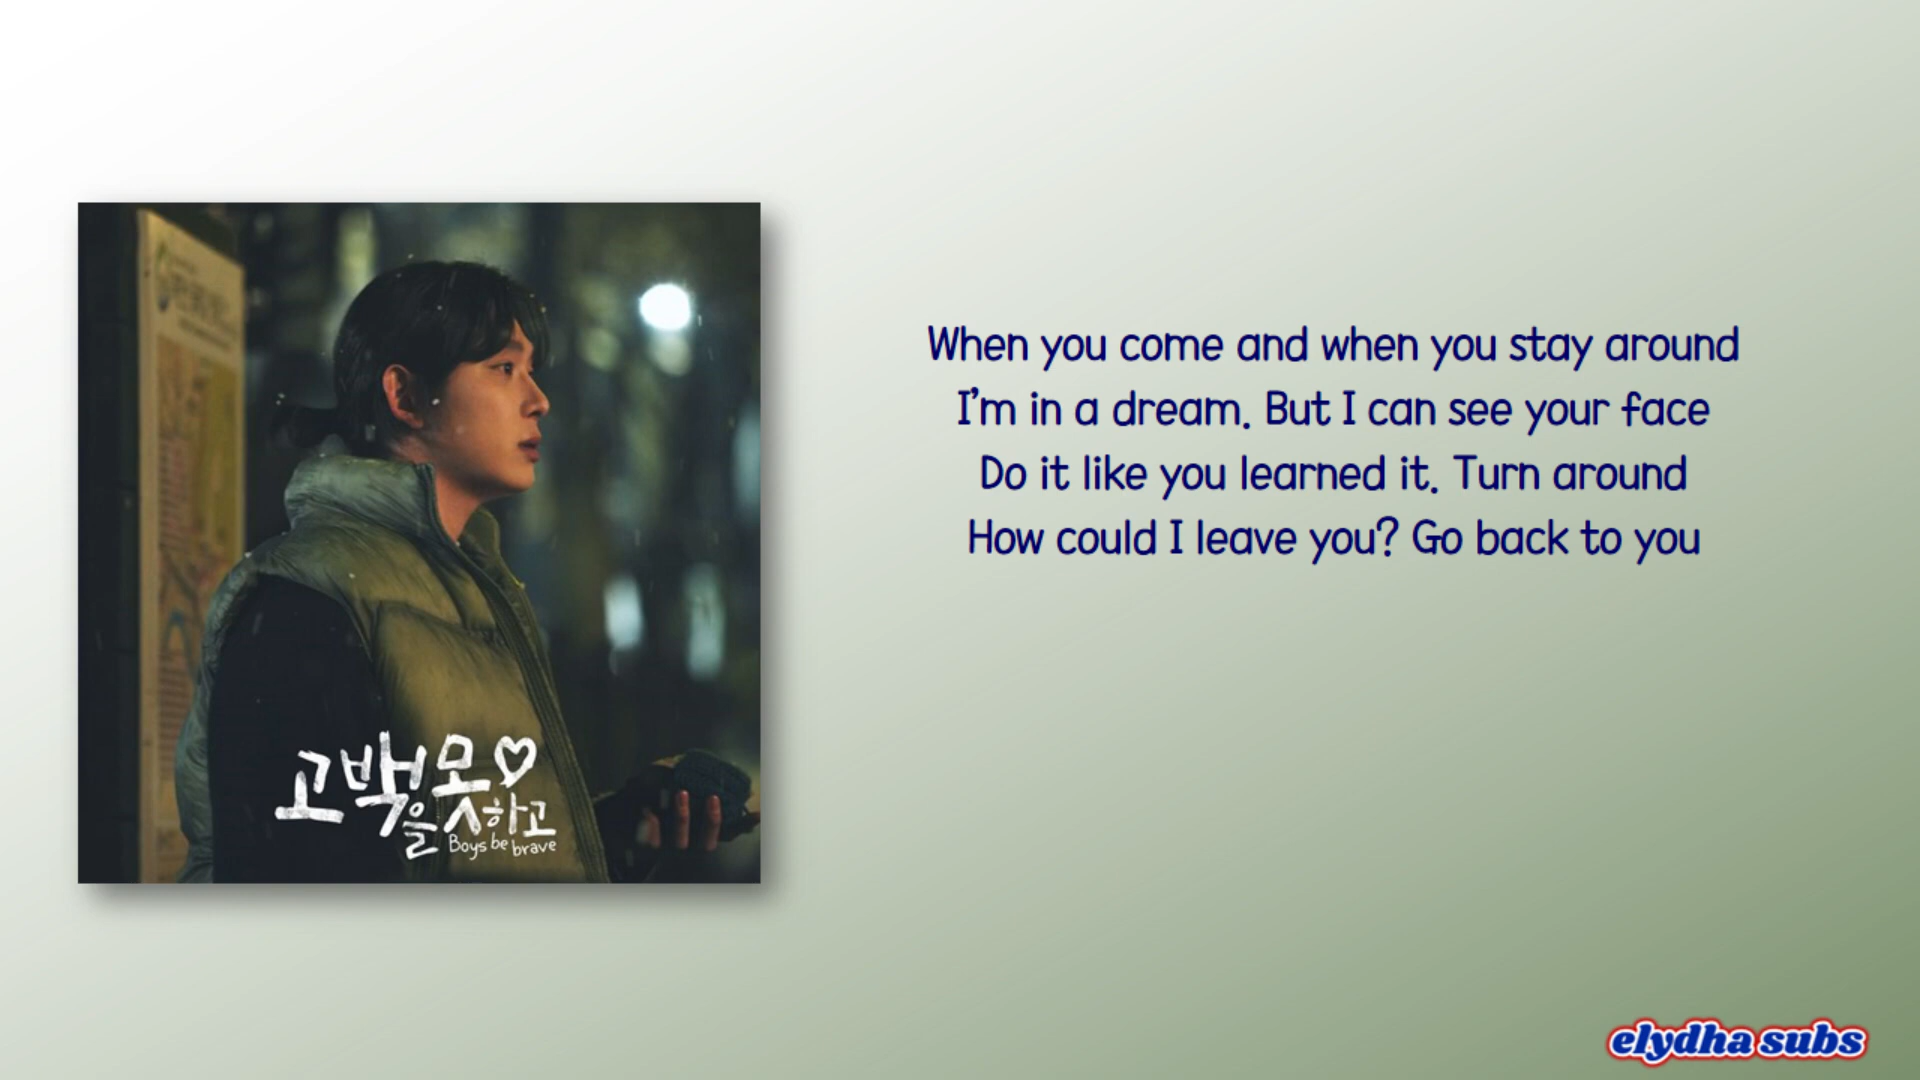 고백을 못하고
Boys be brave
When you come and when you stay around
I'm in a dream. But I can see your face
Do it like you learned it. Turn around
How could I leave you? Go back to you
elydha subs